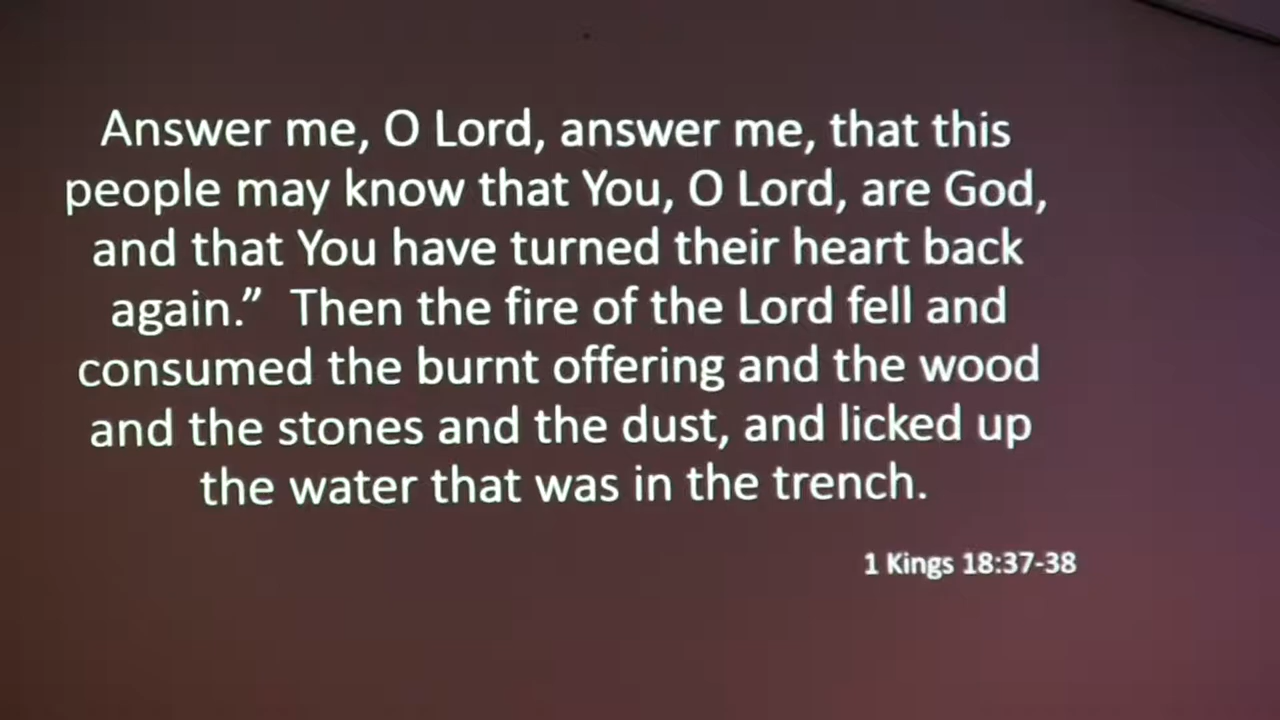 Answer me, O Lord, answer me, that this
people may know that You, O Lord, are God,
and that You have turned their heart back
again.”  Then the fire of the Lord fell and
consumed the burnt offering and the wood
and the stones and the dust, and licked up
the water that was in the trench.
1 Kings 18:37-38